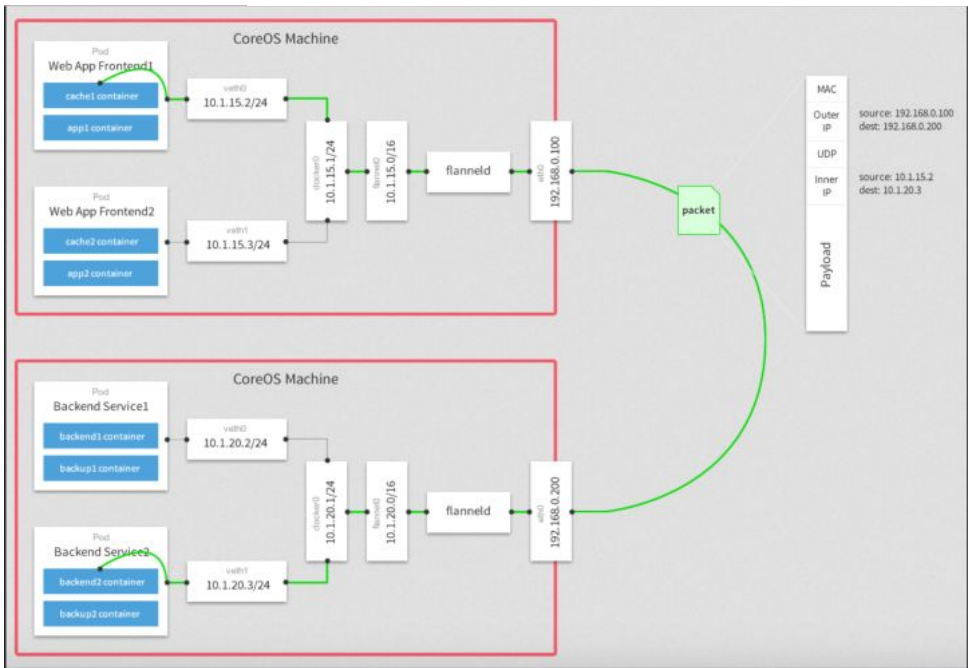 CoreOS Machine
Pod
Web App Frontend1
cache1 container
app1 container
veth0
10.1.15.2/24
docker0
10.1.15.1/24
flannel0
10.1.15.0/16
flanneld
eth0
192.168.0.100
Pod
Web App Frontend2
cache2 container
app2 container
veth1
10.1.15.3/24
packet
MAC
Outer
IP
source: 192.168.0.100
dest: 192.168.0.200
UDP
Inner
IP
source: 10.1.15.2
dest: 10.1.20.3
Payload
CoreOS Machine
Pod
Backend Service1
backend1 container
backup1 container
veth0
10.1.20.2/24
docker0
10.1.20.1/24
flannel0
10.1.20.0/16
flanneld
eth0
192.168.0.200
Pod
Backend Service2
backend2 container
backup2 container
veth1
10.1.20.3/24